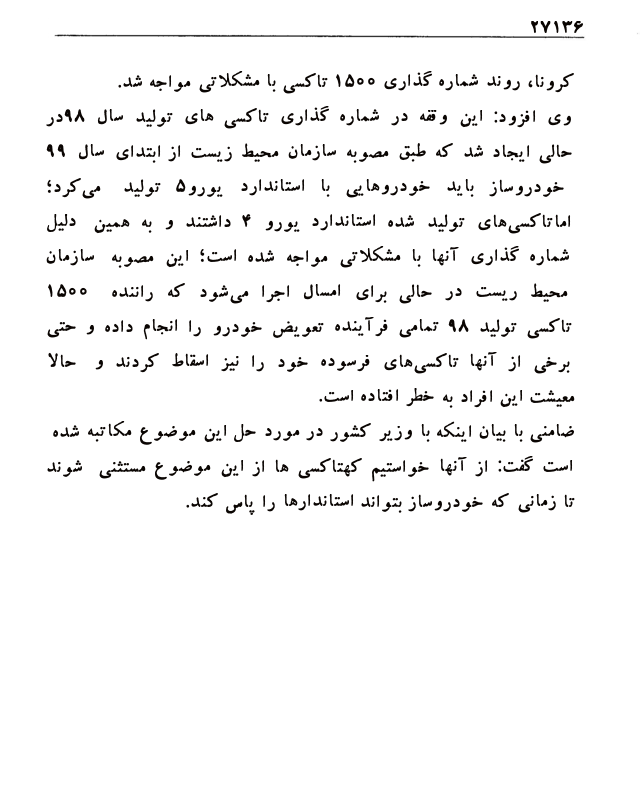 ۲۷۱۳۶
کرونا، روند شماره گذاری ۱۵۰۰ تاکسی با مشکلاتی مواجه شد.
وی افزود: این وقفه در شماره گذاری تاکسی های تولید سال ۹۸در
حالی ایجاد شد که طبق مصوبه سازمان محیط زیست از ابتدای سال ۹۹
خودروساز باید خودروهایی با استاندارد یورو۵ تولید می‌کرد؛
اماتاکسی‌های تولید شده استاندارد یورو ۴ داشتند و به همین دلیل
شماره گذاری آنها با مشکلاتی مواجه شده است؛ این مصوبه سازمان
محیط ریست در حالی برای امسال اجرا می‌شود که راننده ۱۵۰۰
تاکسی تولید ۹۸ تمامی فرآینده تعویض خودرو را انجام داده و حتی
برخی از آنها تاکسی‌های فرسوده خود را نیز اسقاط کردند و حالا
معیشت این افراد به خطر افتاده است.
ضامنی با بیان اینکه با وزیر کشور در مورد حل این موضوع مکاتبه شده
است گفت: از آنها خواستیم کهتاکسی ها از این موضوع مستثنی شوند
تا زمانی که خودروساز بتواند استاندارها را پاس کند.